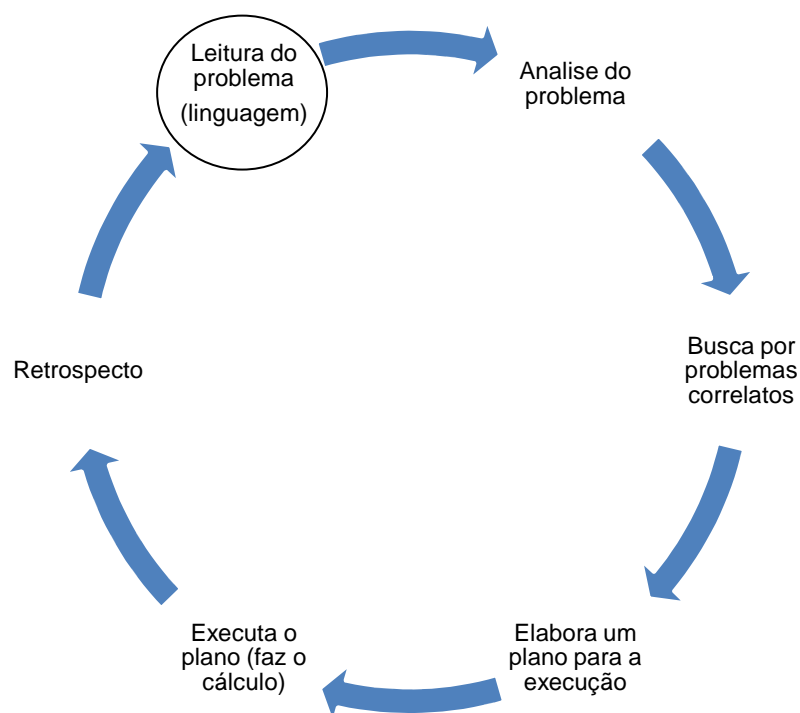 Leitura do
problema
(linguagem)
Analise do
problema
Busca por
problemas
correlatos
Elabora um
plano para a
execução
Executa o
plano (faz o
cálculo)
Retrospecto